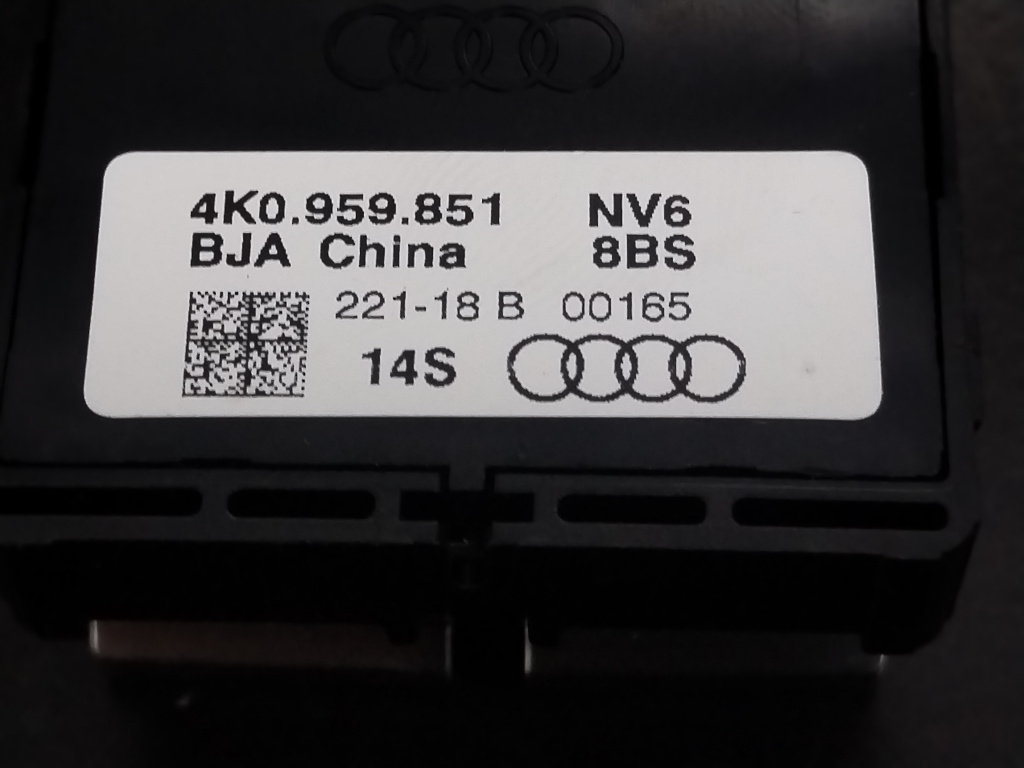 4K0.959.851 NV6
BJA China 8BS
221-18 B 00165
14S